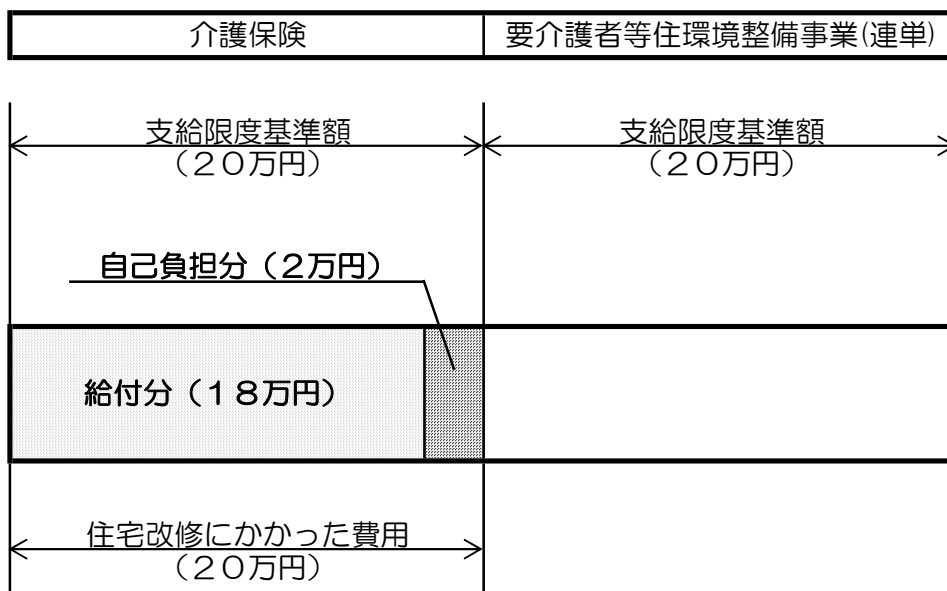 介護保険
要介護者等住環境整備事業(連単)
支給限度基準額
(20万円)
支給限度基準額
(20万円)
自己負担分(2万円)
給付分(18万円)
住宅改修にかかった費用
(20万円)